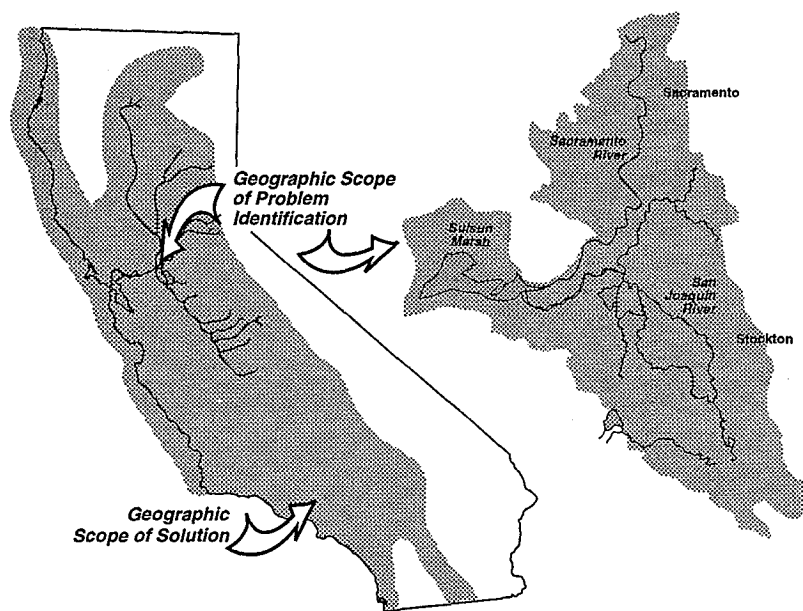 Sacramento
Sacramento
River
Geographic Scope
of Problem
Identification
Suisun
Marsh
San
Joaquin
River
Stockton
Geographic
Scope of Solution